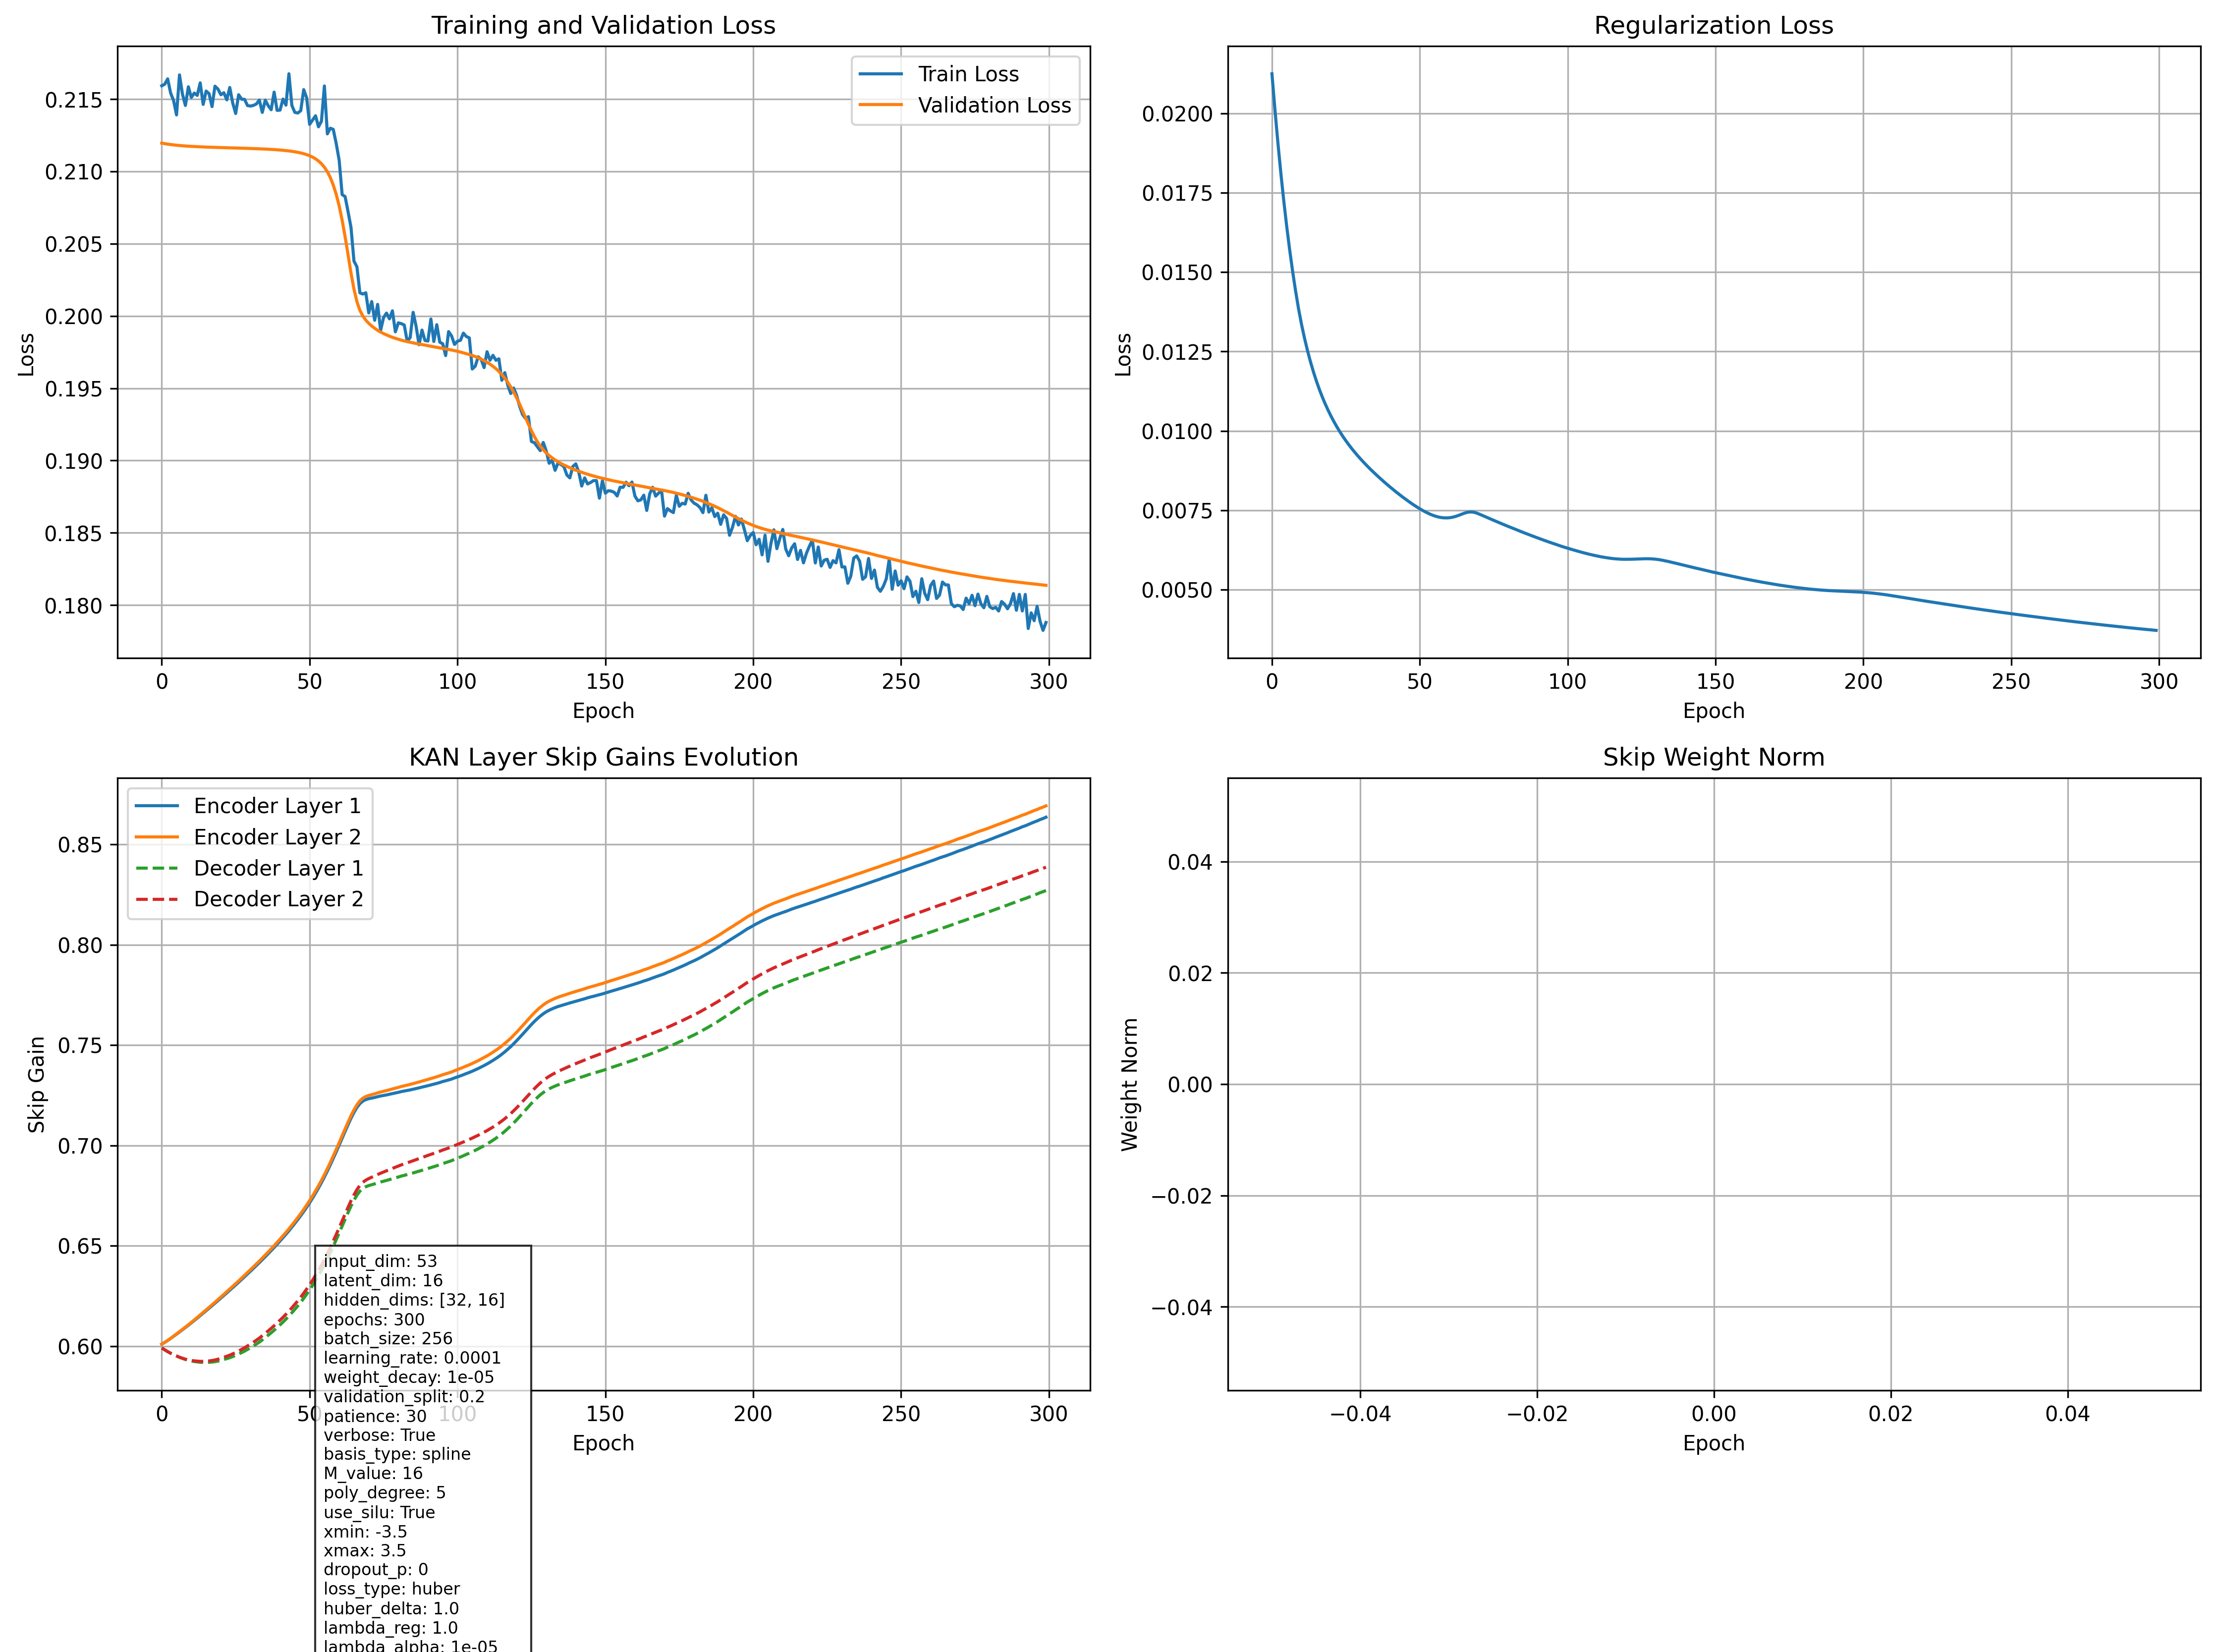 Training and Validation Loss
Train Loss
Validation Loss
0.215
0.210
0.205
0.200
0.195
0.190
0.185
0.180
Loss
0 50 100 150 200 250 300
Epoch
Regularization Loss
0.0200
0.0175
0.0150
0.0125
0.0100
0.0075
0.0050
Loss
0 50 100 150 200 250 300
Epoch
KAN Layer Skip Gains Evolution
Encoder Layer 1
Encoder Layer 2
Decoder Layer 1
Decoder Layer 2
0.85
0.80
0.75
0.70
0.65
0.60
Skip Gain
0 50 100 150 200 250 300
Epoch
input_dim: 53
latent_dim: 16
hidden_dims: [32, 16]
epochs: 300
batch_size: 256
learning_rate: 0.0001
weight_decay: 1e-05
validation_split: 0.2
patience: 30
verbose: True
basis_type: spline
M_value: 16
poly_degree: 5
use_silu: True
xmin: -3.5
xmax: 3.5
dropout_p: 0
loss_type: huber
huber_delta: 1.0
lambda_reg: 1.0
lambda_alpha: 1e-05
Skip Weight Norm
0.04
0.02
0.00
−0.02
−0.04
Weight Norm
−0.04 −0.02 0.00 0.02 0.04
Epoch